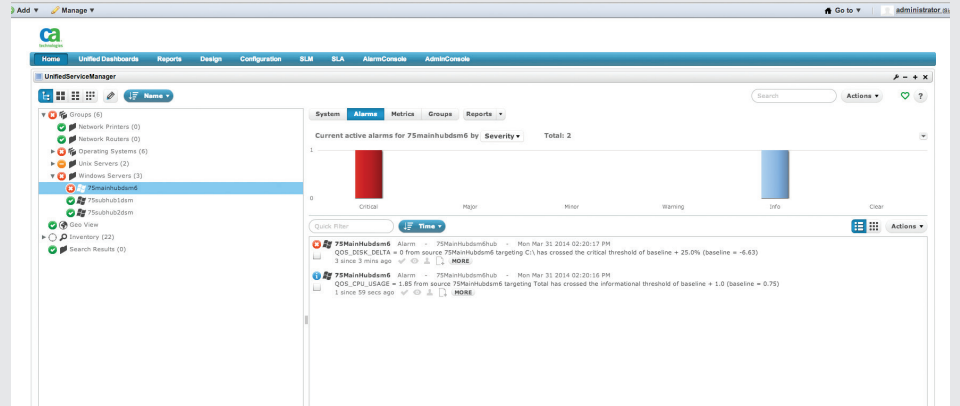 Add ▼ Manage ▼ Go to ▼ administrator
ca
technologies
Home Unified Dashboards Reports Design Configuration SLM SLA AlarmConsole AdminConsole
UnifiedServiceManager
Name ▾ Search Actions ▾ ?
Groups (6)
Network Printers (0)
Network Routers (0)
Operating Systems (6)
Unix Servers (2)
Windows Servers (3)
75mainhubdsm6
75subhub1dsm
75subhub2dsm
Geo View
Inventory (22)
Search Results (0)
System Alarms Metrics Groups Reports ▾
Current active alarms for 75mainhubdsm6 by Severity ▾ Total: 2
1
0
Critical Major Minor Warning Info Clear
Quick Filter Time ▾ Actions ▾
75MainHubdsm6 Alarm - 75MainHubdsm6hub - Mon Mar 31 2014 02:20:17 PM
QOS_DISK_DELTA = 0 from source 75MainHubdsm6 targeting C:\ has crossed the critical threshold of baseline + 25.0% (baseline = -6.63)
3 since 3 mins ago MORE
75MainHubdsm6 Alarm - 75MainHubdsm6hub - Mon Mar 31 2014 02:20:16 PM
QOS_CPU_USAGE = 1.85 from source 75MainHubdsm6 targeting Total has crossed the informational threshold of baseline + 1.0 (baseline = 0.75)
1 since 59 secs ago MORE